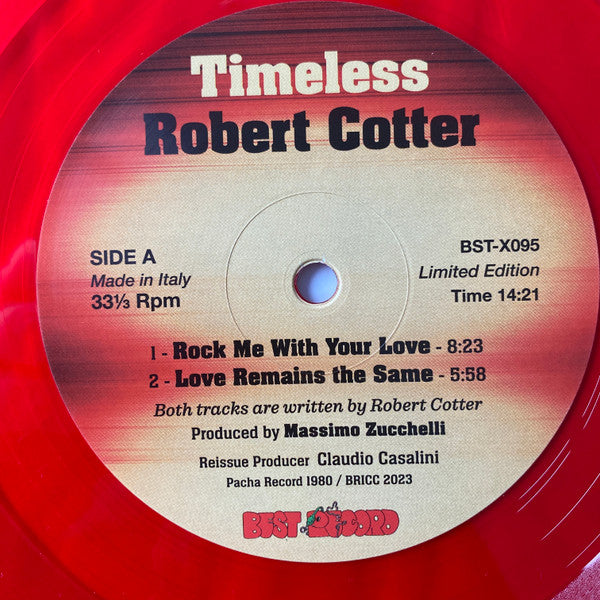 Timeless
Robert Cotter
SIDE A
Made in Italy
33⅓ Rpm
BST-X095
Limited Edition
Time 14:21
1 - Rock Me With Your Love - 8:23
2 - Love Remains the Same - 5:58
Both tracks are written by Robert Cotter
Produced by Massimo Zucchelli
Reissue Producer Claudio Casalini
Pacha Record 1980 / BRICC 2023
BEST RECORD